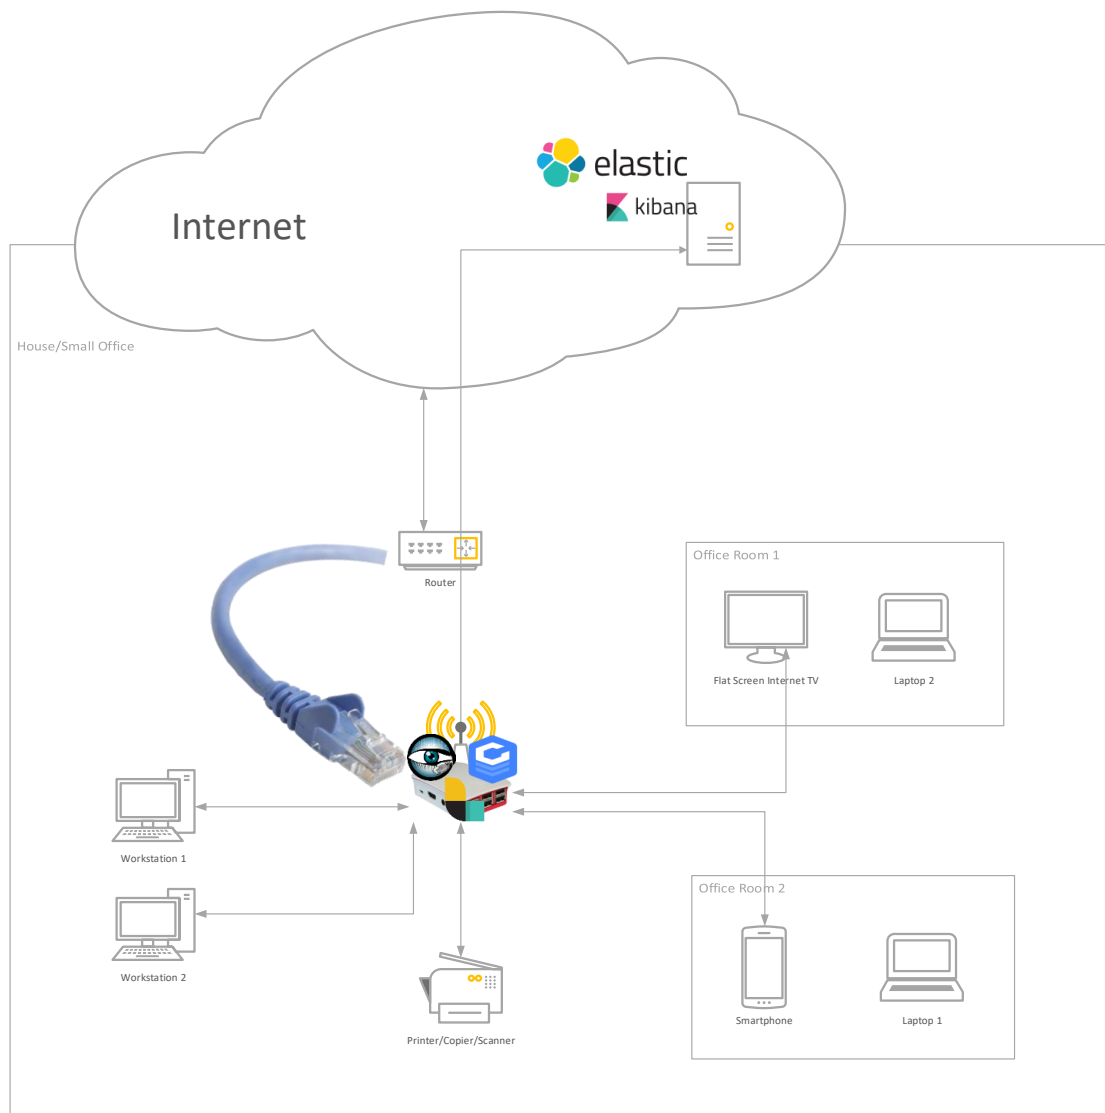 elastic
kibana
Internet
House/Small Office
Router
Office Room 1
Flat Screen Internet TV
Laptop 2
Workstation 1
Office Room 2
Workstation 2
Smartphone
Laptop 1
Printer/Copier/Scanner